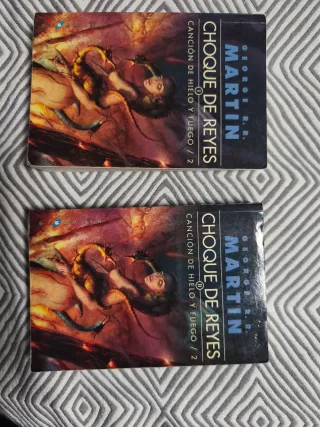 GEORGE R.R.
MARTIN
CHOQUE DE REYES
I
CANCIÓN DE HIELO Y FUEGO / 2
GEORGE R.R.
MARTIN
CHOQUE DE REYES
II
CANCIÓN DE HIELO Y FUEGO / 2